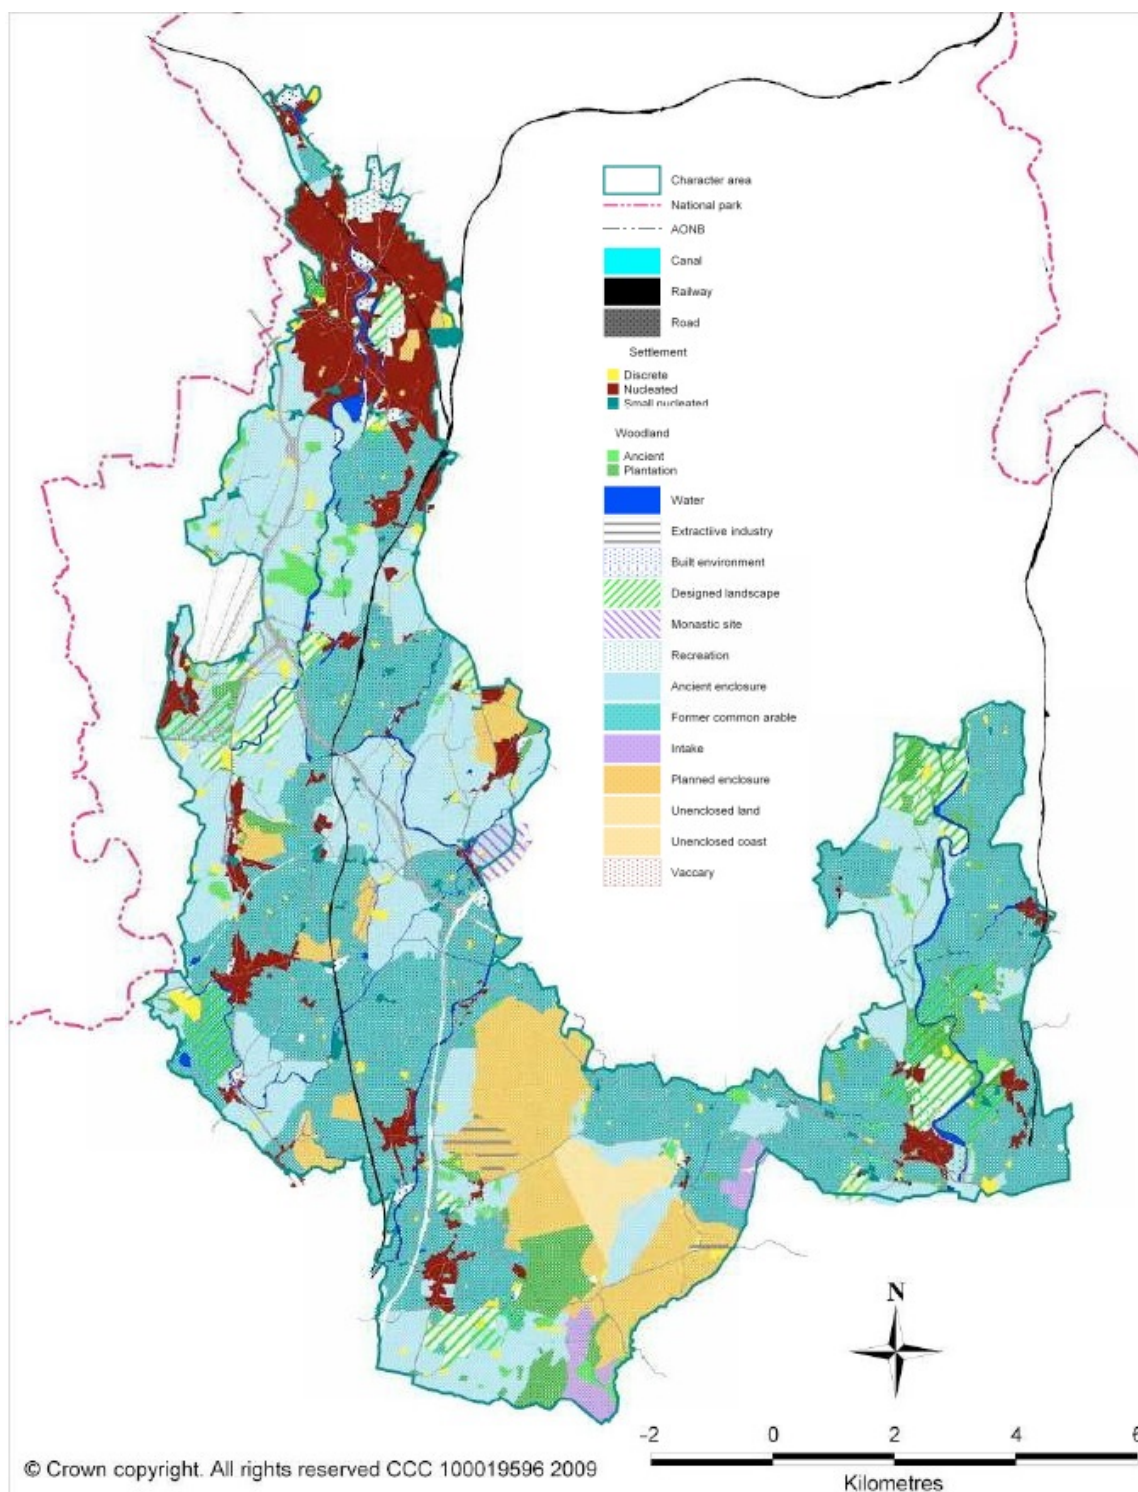 Character area
National park
AONB
Canal
Railway
Road
Settlement
Discrete
Nucleated
Small nucleated
Woodland
Ancient
Plantation
Water
Extractiive industry
Built environment
Designed landscape
Monastic site
Recreation
Ancient enclosure
Former common arable
Intake
Planned enclosure
Unenclosed land
Unenclosed coast
Vaccary
N
-2 0 2 4 6
Kilometres
© Crown copyright. All rights reserved CCC 100019596 2009